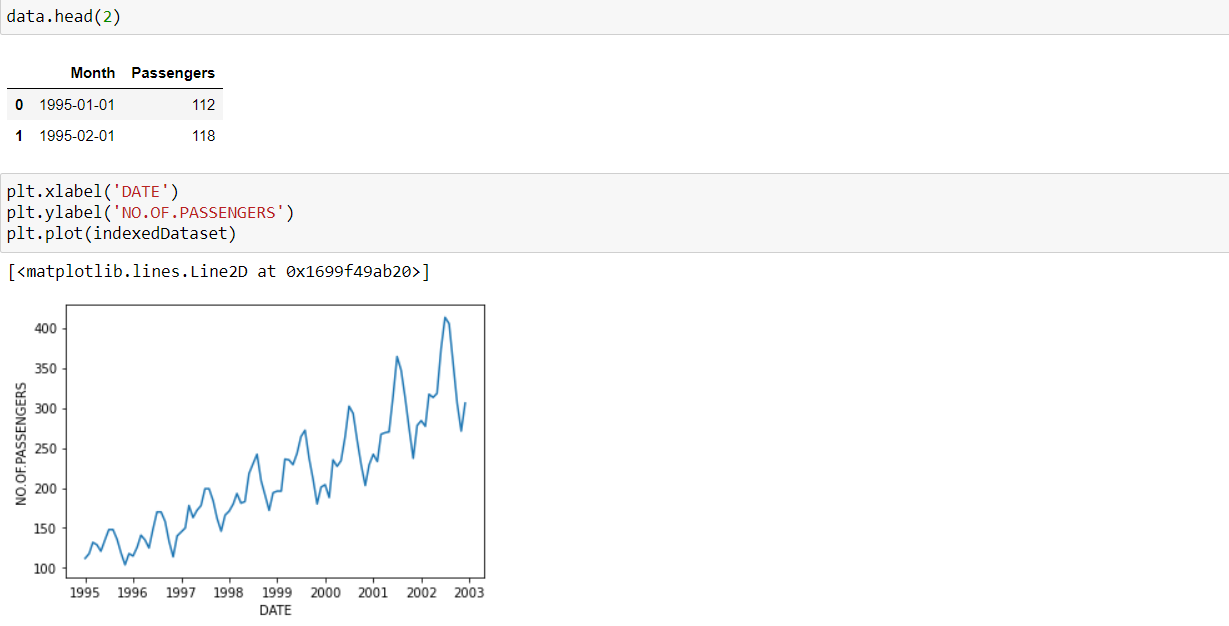 data.head(2)
Month Passengers
0 1995-01-01 112
1 1995-02-01 118
plt.xlabel('DATE')
plt.ylabel('NO.OF.PASSENGERS')
plt.plot(indexedDataset)
[<matplotlib.lines.Line2D at 0x1699f49ab20>]
400
350
300
250
200
150
100
NO.OF.PASSENGERS
1995 1996 1997 1998 1999 2000 2001 2002 2003
DATE